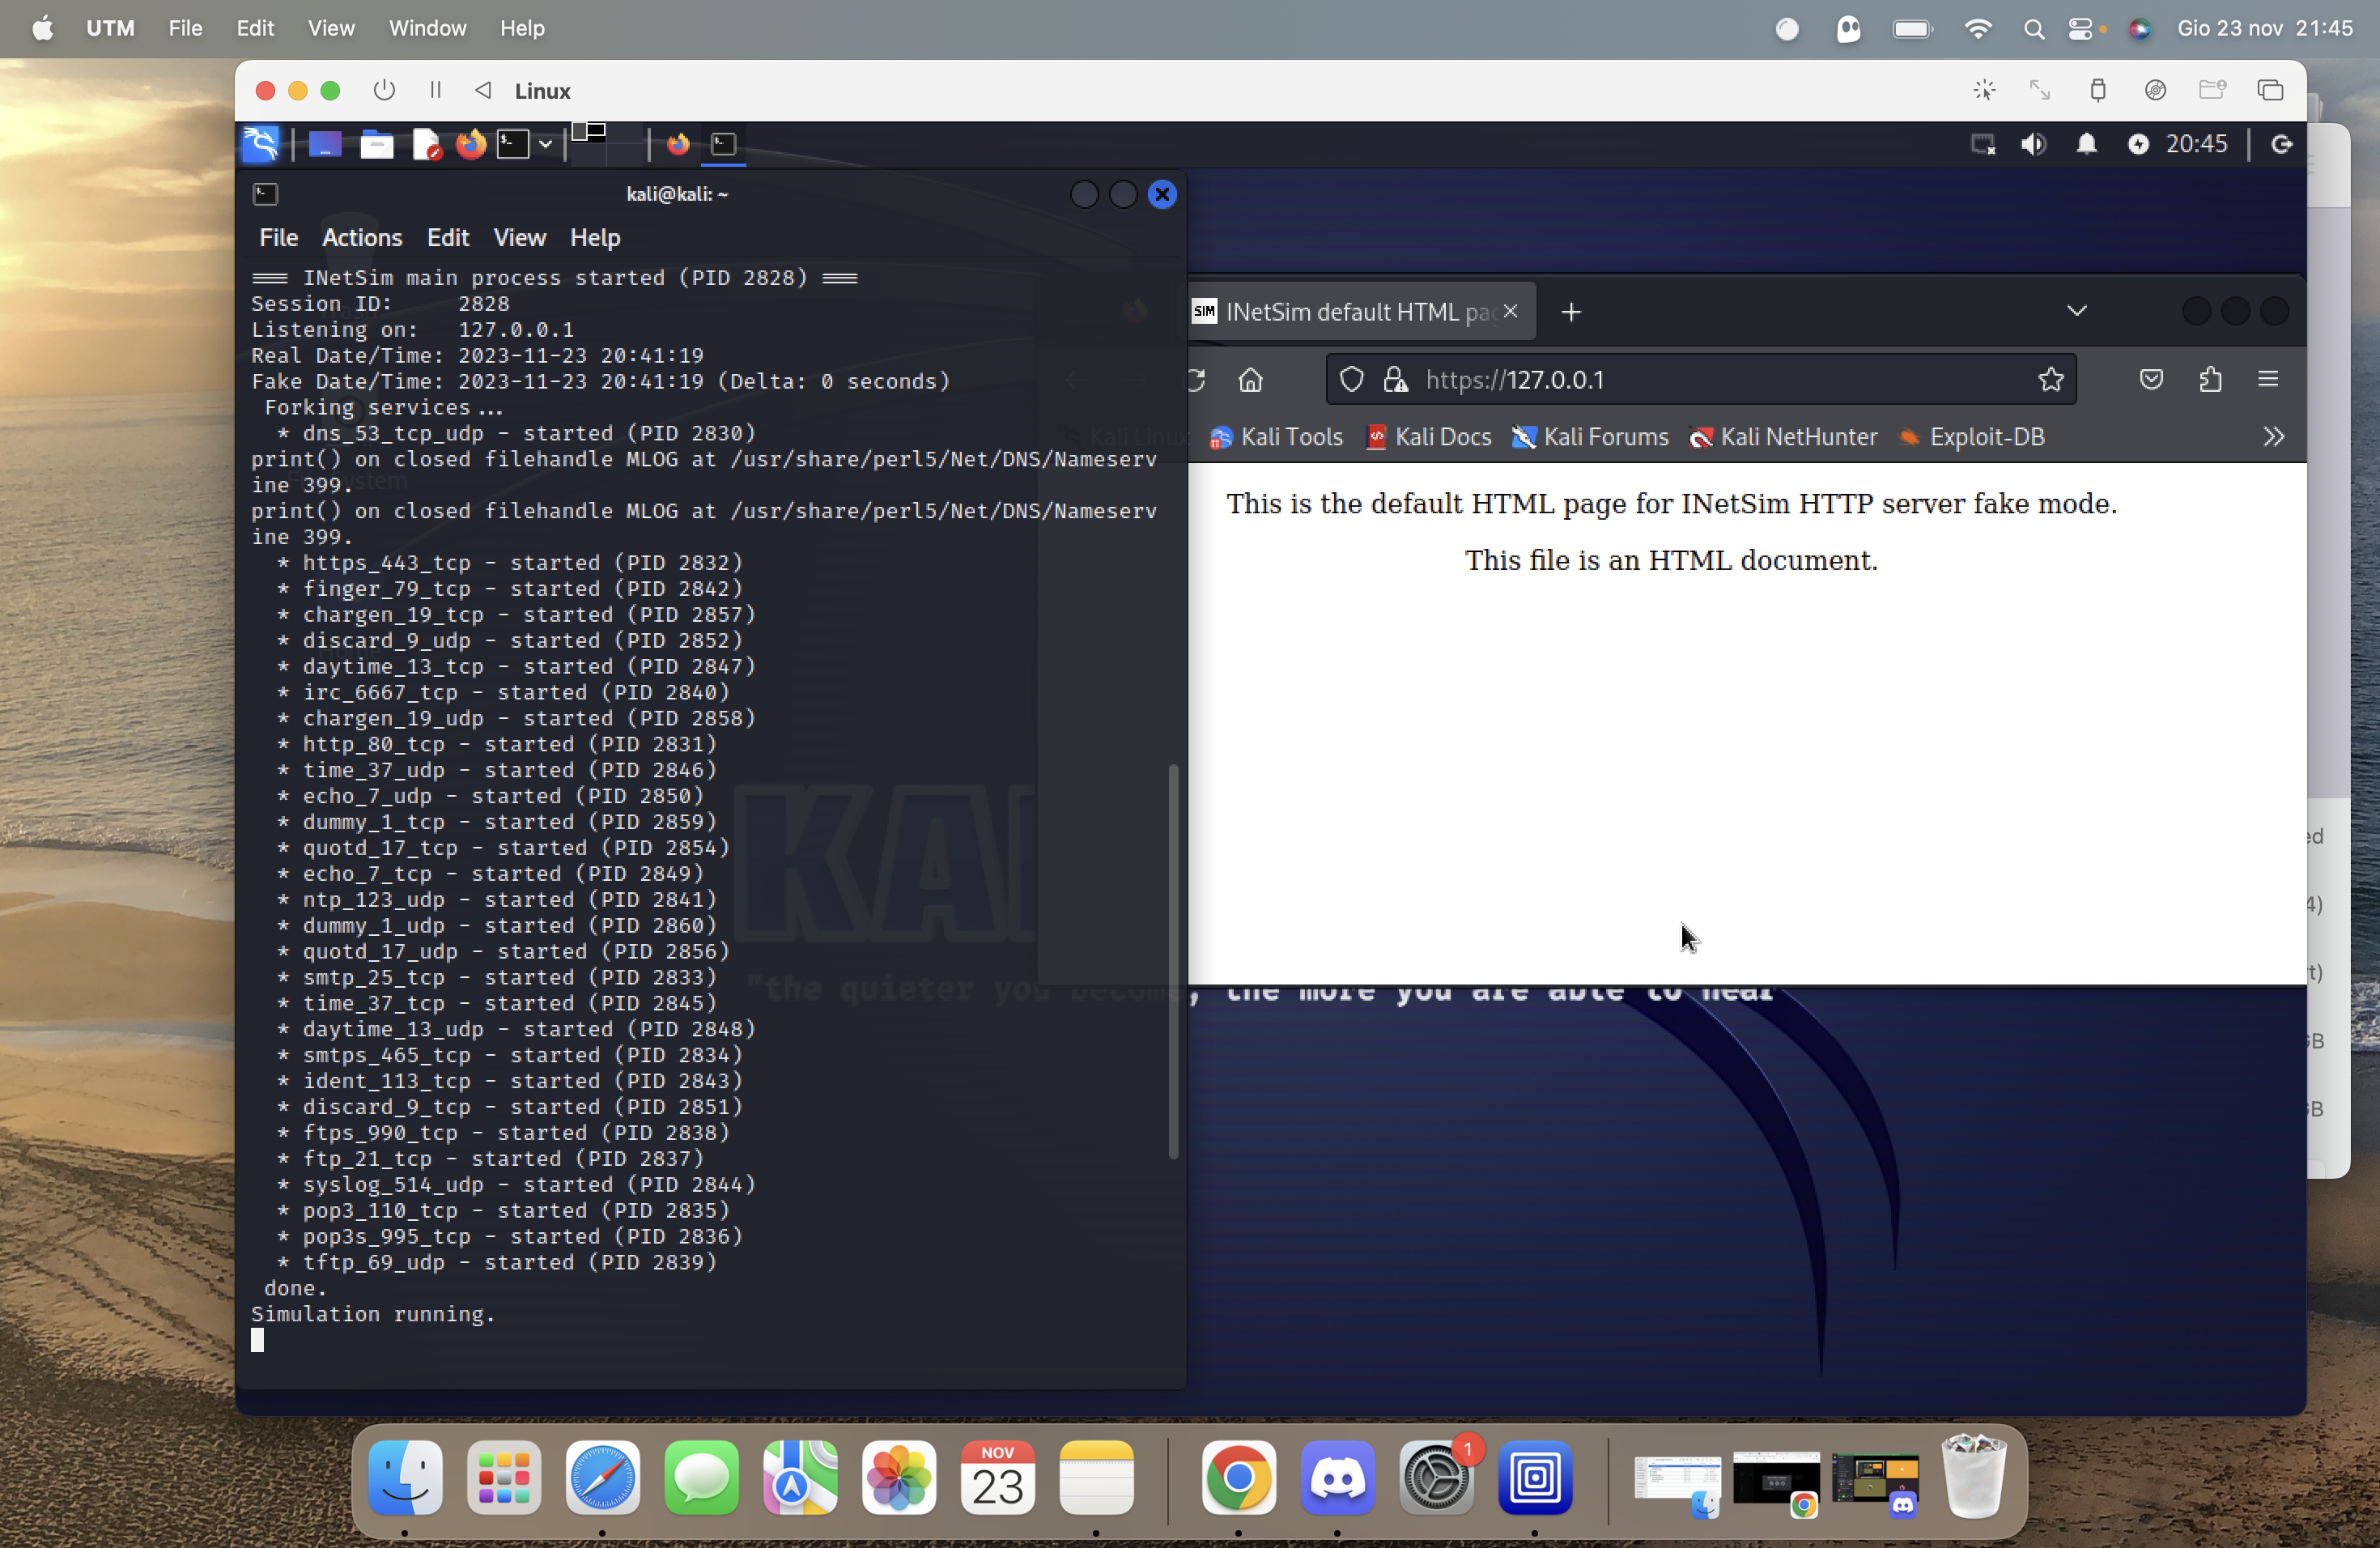 UTM File Edit View Window Help
Gio 23 nov 21:45
Linux
20:45
kali@kali: ~
File Actions Edit View Help
══ INetSim main process started (PID 2828) ══
Session ID:     2828
Listening on:   127.0.0.1
Real Date/Time: 2023-11-23 20:41:19
Fake Date/Time: 2023-11-23 20:41:19 (Delta: 0 seconds)
 Forking services...
  * dns_53_tcp_udp - started (PID 2830)
print() on closed filehandle MLOG at /usr/share/perl5/Net/DNS/Nameserv
ine 399.
print() on closed filehandle MLOG at /usr/share/perl5/Net/DNS/Nameserv
ine 399.
  * https_443_tcp - started (PID 2832)
  * finger_79_tcp - started (PID 2842)
  * chargen_19_tcp - started (PID 2857)
  * discard_9_udp - started (PID 2852)
  * daytime_13_tcp - started (PID 2847)
  * irc_6667_tcp - started (PID 2840)
  * chargen_19_udp - started (PID 2858)
  * http_80_tcp - started (PID 2831)
  * time_37_udp - started (PID 2846)
  * echo_7_udp - started (PID 2850)
  * dummy_1_tcp - started (PID 2859)
  * quotd_17_tcp - started (PID 2854)
  * echo_7_tcp - started (PID 2849)
  * ntp_123_udp - started (PID 2841)
  * dummy_1_udp - started (PID 2860)
  * quotd_17_udp - started (PID 2856)
  * smtp_25_tcp - started (PID 2833)
  * time_37_tcp - started (PID 2845)
  * daytime_13_udp - started (PID 2848)
  * smtps_465_tcp - started (PID 2834)
  * ident_113_tcp - started (PID 2843)
  * discard_9_tcp - started (PID 2851)
  * ftps_990_tcp - started (PID 2838)
  * ftp_21_tcp - started (PID 2837)
  * syslog_514_udp - started (PID 2844)
  * pop3_110_tcp - started (PID 2835)
  * pop3s_995_tcp - started (PID 2836)
  * tftp_69_udp - started (PID 2839)
 done.
Simulation running.
SIM INetSim default HTML pag
https://127.0.0.1
Kali Linux Kali Tools Kali Docs Kali Forums Kali NetHunter Exploit-DB
This is the default HTML page for INetSim HTTP server fake mode.
This file is an HTML document.
KAL
"the quieter you become, the more you are able to hear
ed
4)
t)
GB
GB
NOV
23
1